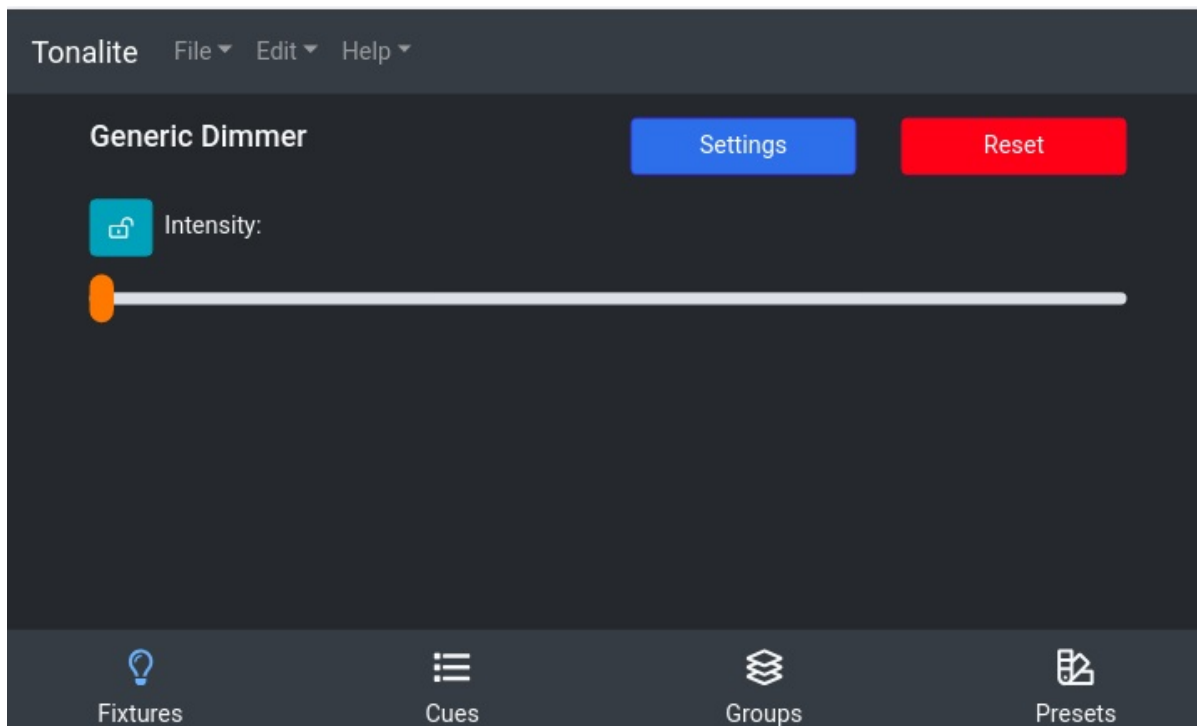 Tonalite File Edit Help
Generic Dimmer Settings Reset
Intensity:
Fixtures Cues Groups Presets